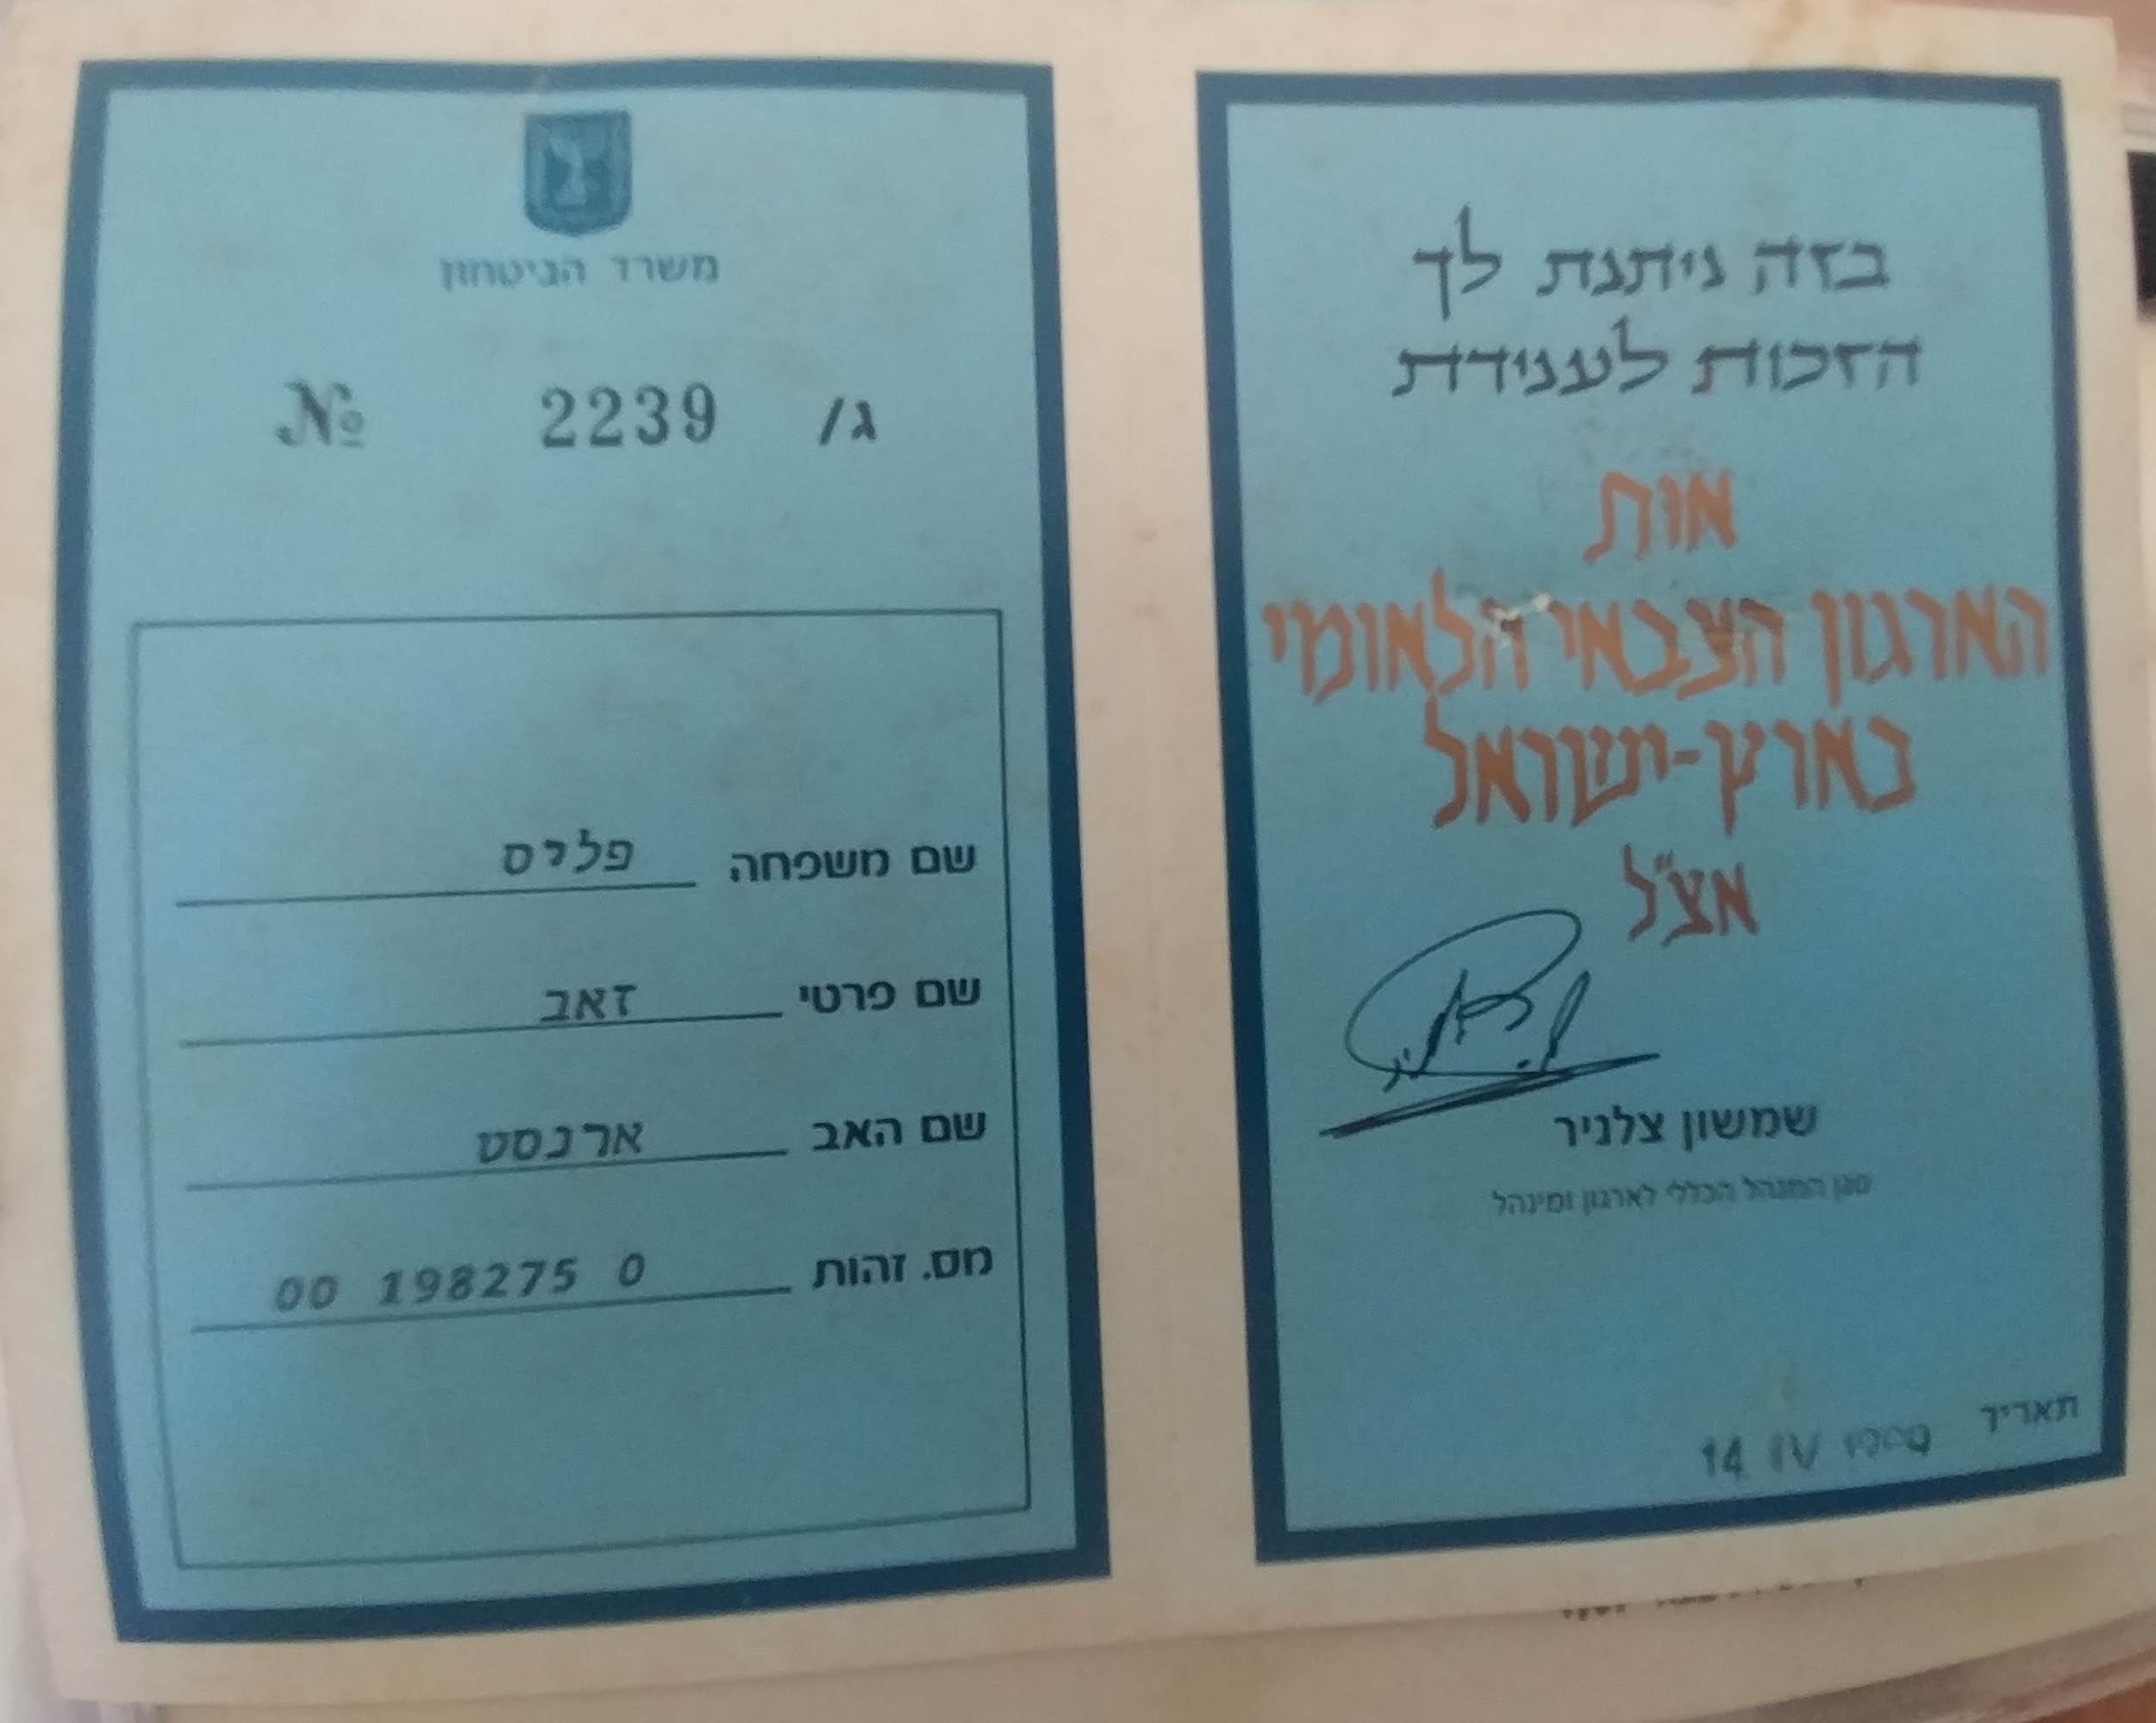 בזה ניתנת לך
הזכות לענידת
אות
הארגון הצבאי הלאומי
בארץ-ישראל
אצ"ל
שמשון צלניר
סגן המנהל הכללי לארגון ומינהל
תאריך
14 IV
משרד הביטחון
ג/ 2239 №
שם משפחה פליס
שם פרטי זאב
שם האב ארנסט
מס. זהות 0 198275 00